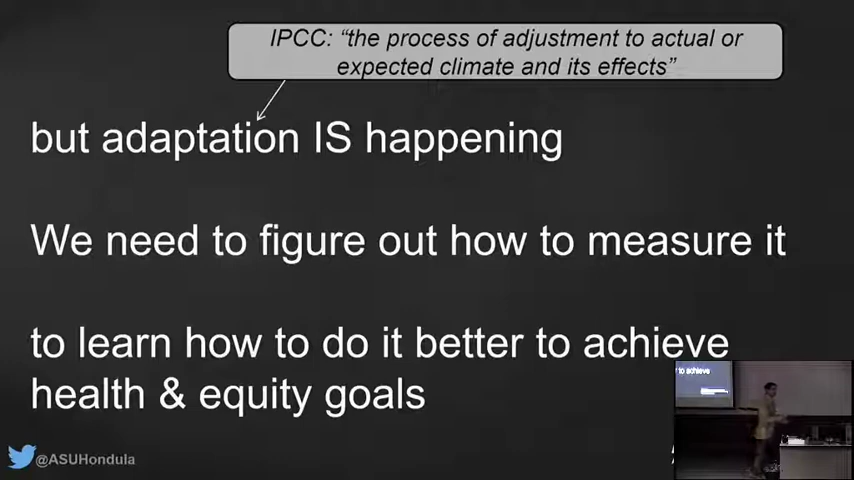 IPCC: “the process of adjustment to actual or
expected climate and its effects”
but adaptation IS happening
We need to figure out how to measure it
to learn how to do it better to achieve
health & equity goals
@ASUHondula
to achieve